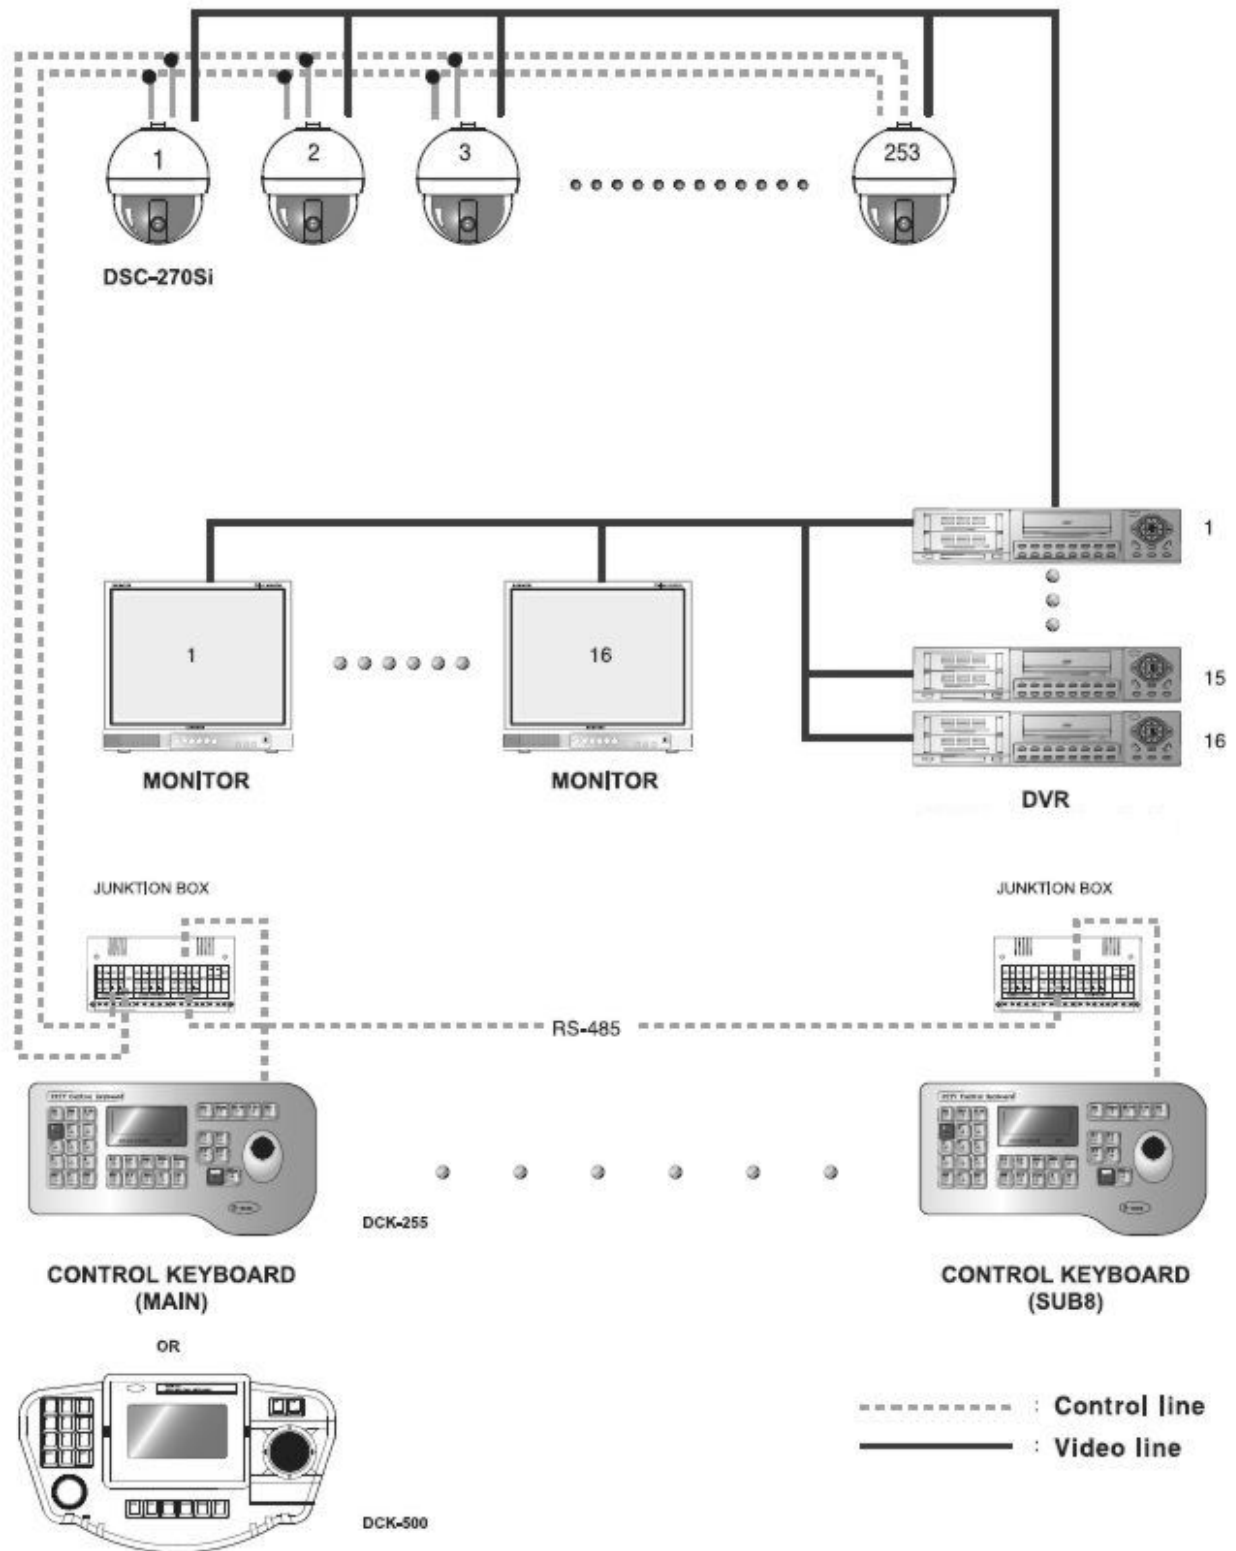 1
2
3
253
DSC-270Si
1
1
16
15
16
MONITOR
MONITOR
DVR
JUNKTION BOX
JUNKTION BOX
RS-485
DCK-255
CONTROL KEYBOARD
(MAIN)
CONTROL KEYBOARD
(SUB8)
OR
: Control line
: Video line
DCK-500